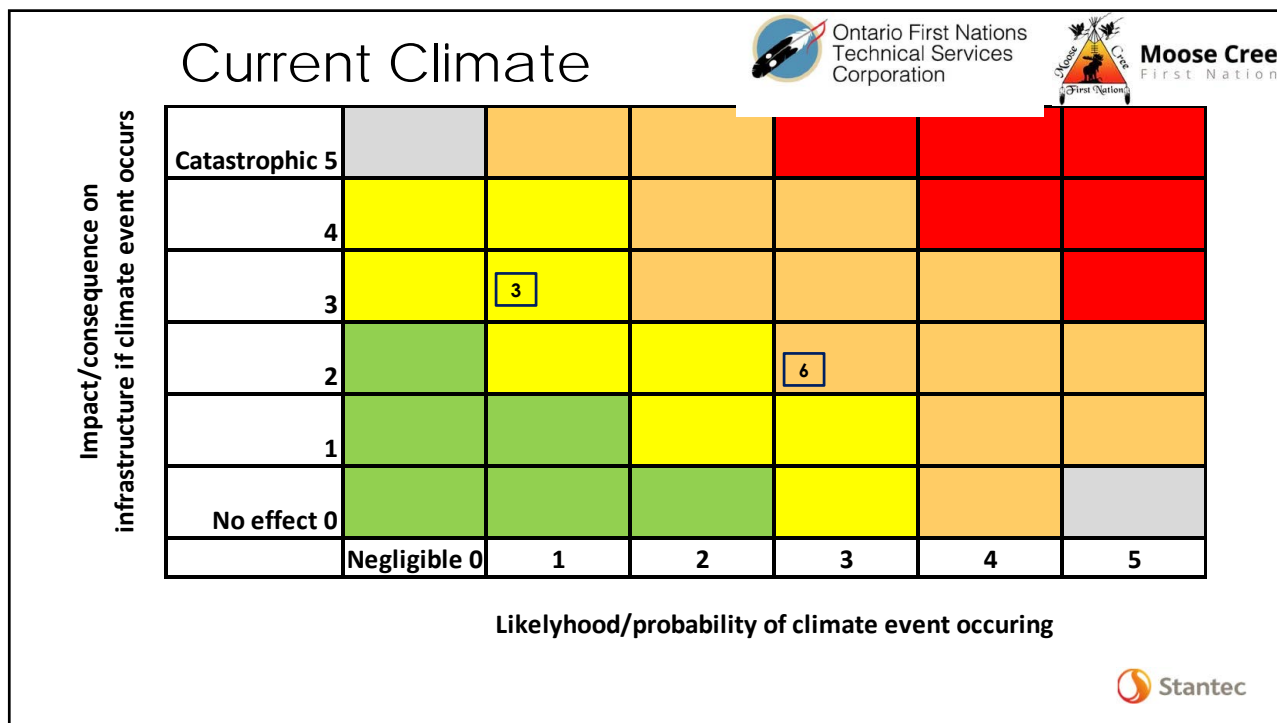 Current Climate
Ontario First Nations
Technical Services
Corporation
Moose Cree
First Nation
Moose Cree
First Nation
Impact/consequence on
infrastructure if climate event occurs
Catastrophic 5
4
3
3
2
6
1
No effect 0
Negligible 0 1 2 3 4 5
Likelyhood/probability of climate event occuring
Stantec